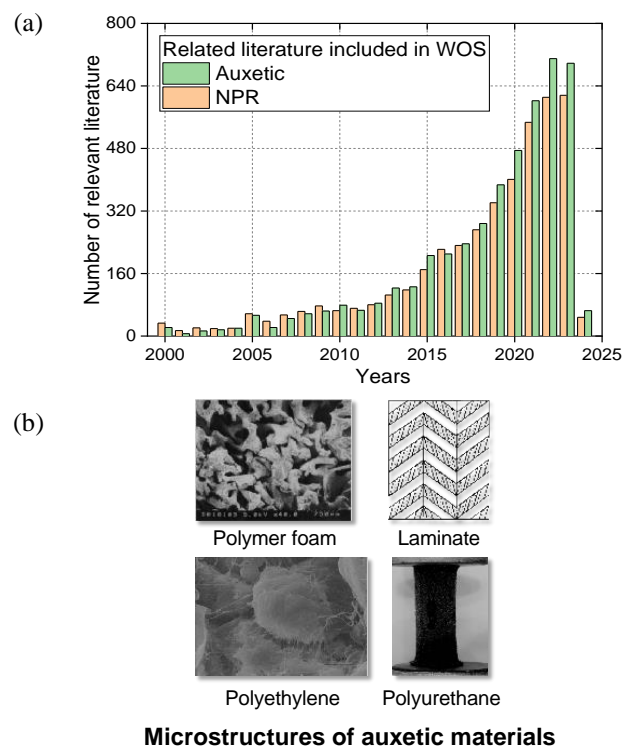 (a)
800
640
480
320
160
0
Number of relevant literature
Related literature included in WOS
Auxetic
NPR
2000 2005 2010 2015 2020 2025
Years
(b)
Polymer foam
Laminate
Polyethylene
Polyurethane
Microstructures of auxetic materials